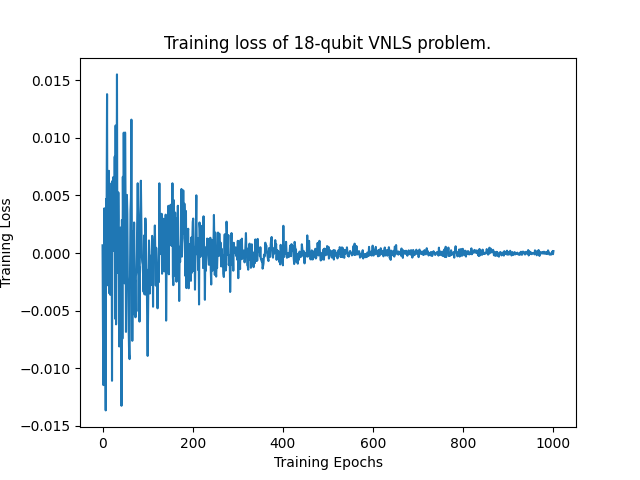 Training loss of 18-qubit VNLS problem.
0.015
0.010
0.005
0.000
−0.005
−0.010
−0.015
Training Loss
0 200 400 600 800 1000
Training Epochs